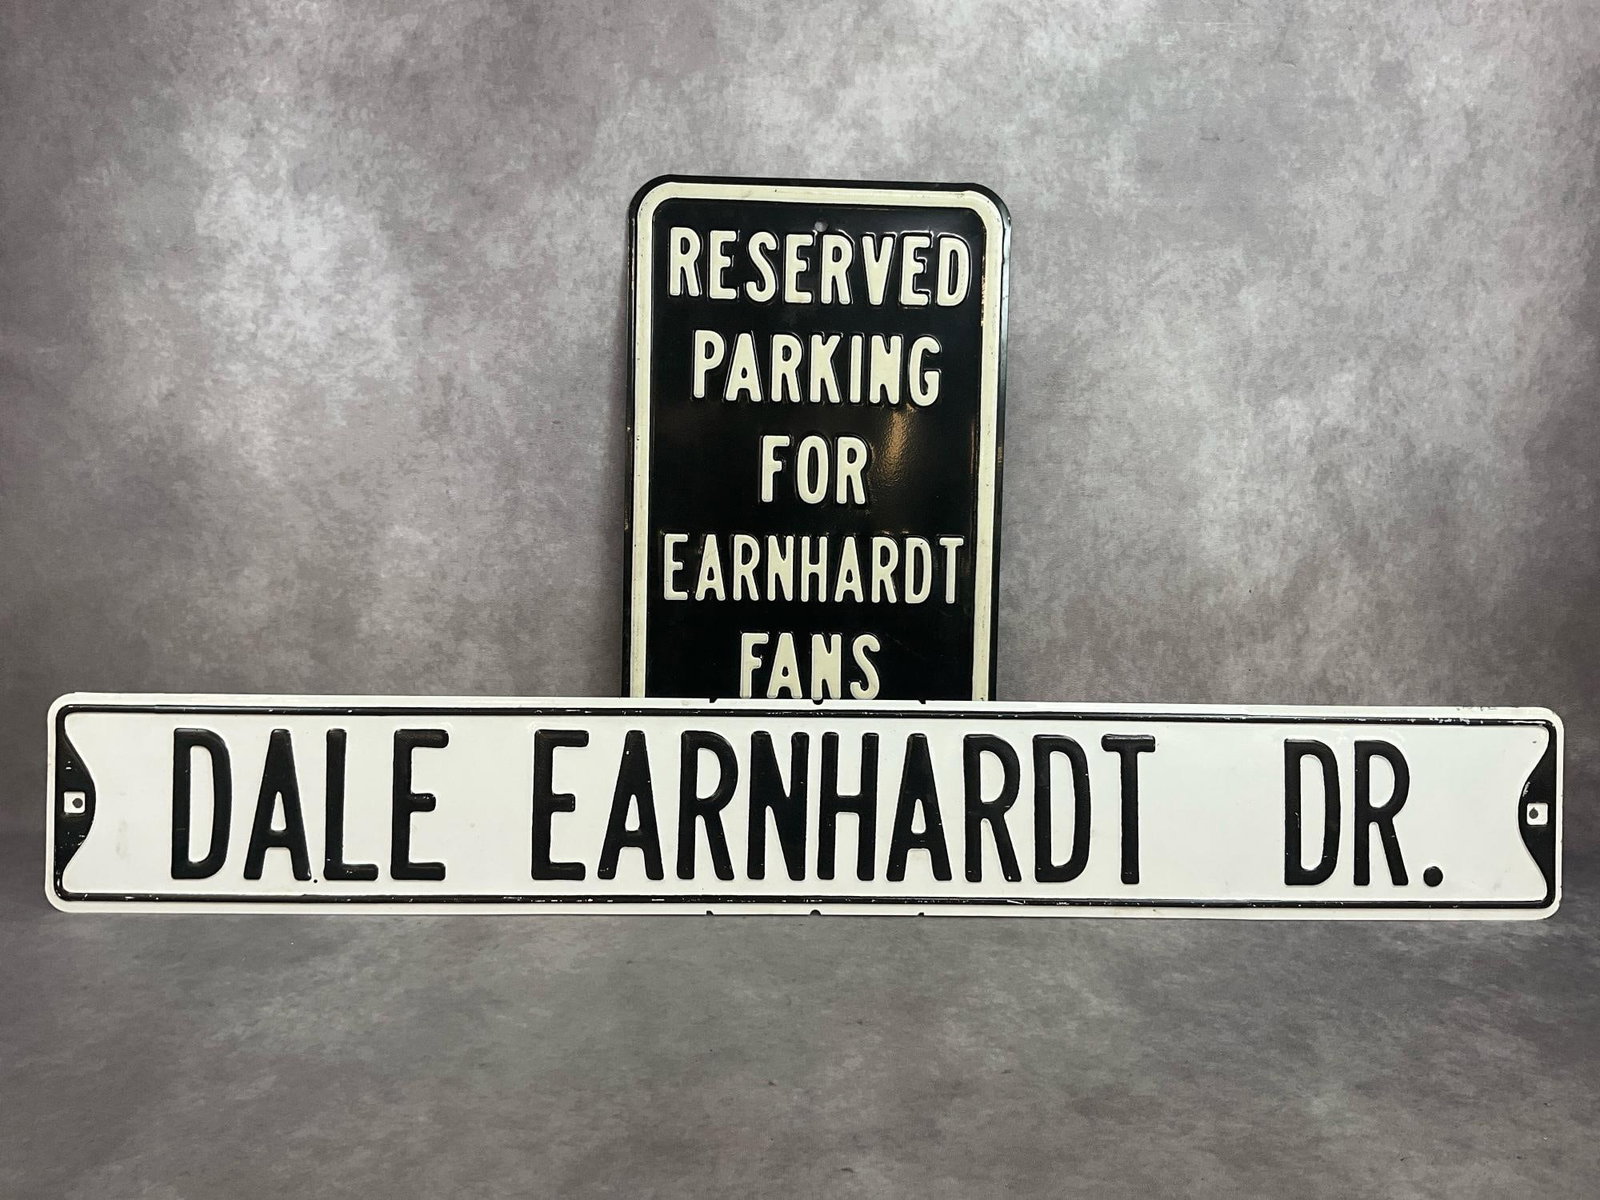 RESERVED
PARKING
FOR
EARNHARDT
FANS
DALE EARNHARDT DR.